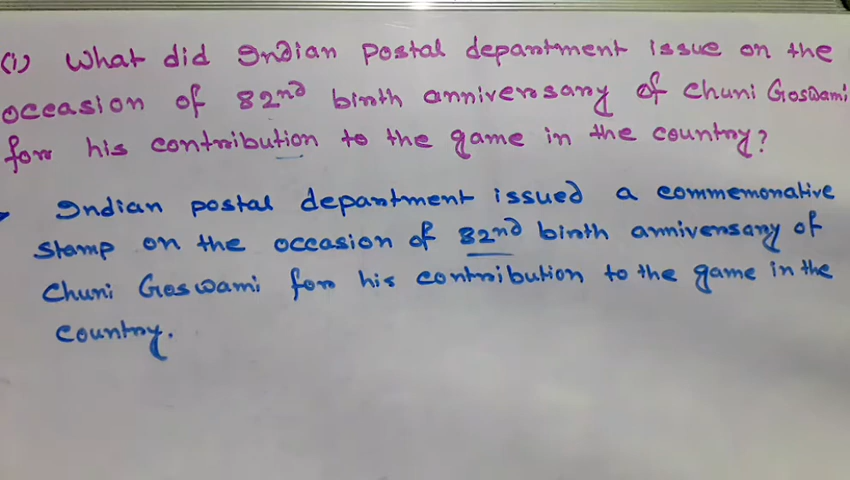 (i) What did Indian postal department issue on the
occasion of 82nd birth anniversary of Chuni Goswami
for his contribution to the game in the country?
Indian postal department issued a commemorative
stamp on the occasion of 82nd birth anniversary of
Chuni Goswami for his contribution to the game in the
country.